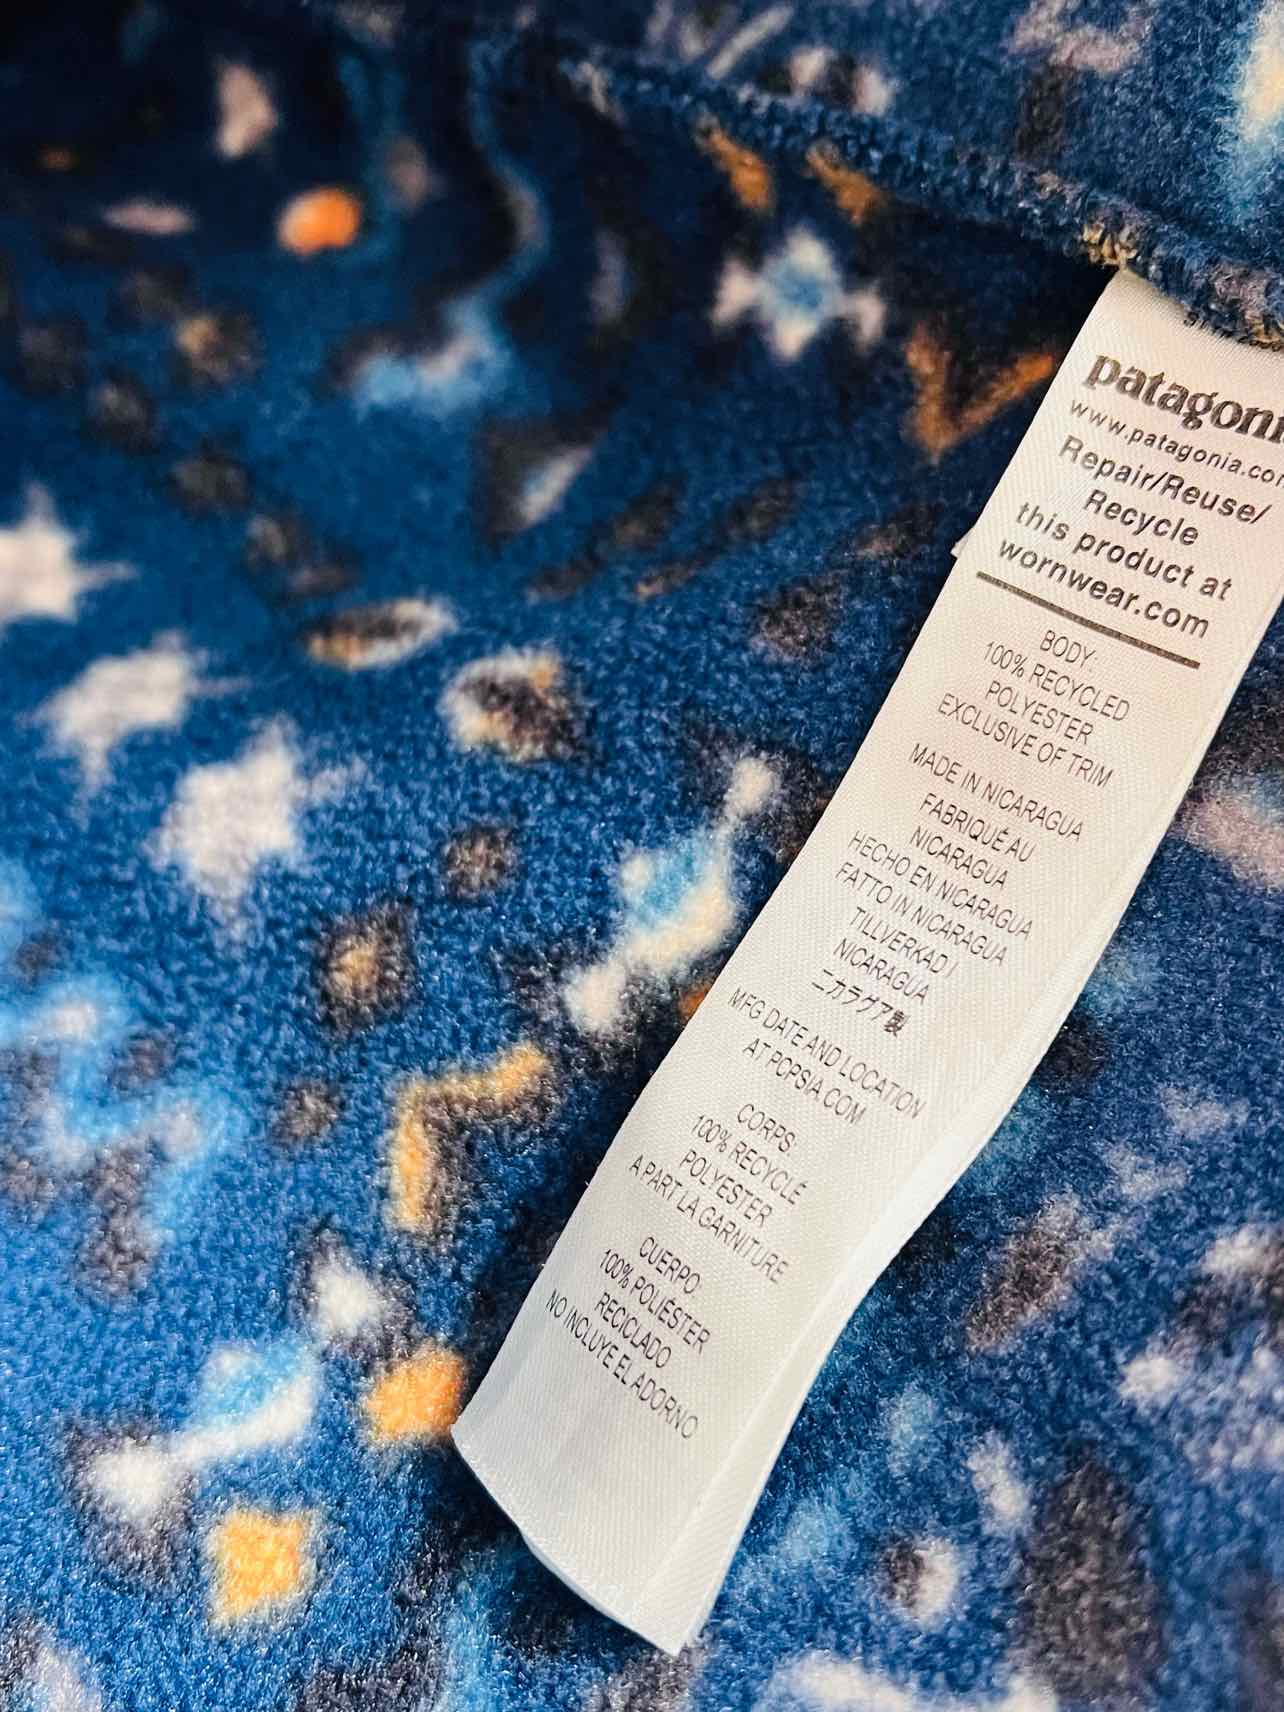 patagoni
www.patagonia.co
Repair/Reuse/
Recycle
this product at
wornwear.com
BODY:
100% RECYCLED
POLYESTER
EXCLUSIVE OF TRIM
MADE IN NICARAGUA
FABRIQUÉ AU
NICARAGUA
HECHO EN NICARAGUA
FATTO IN NICARAGUA
TILLVERKAD I
NICARAGUA
ニカラグア製
MFG DATE AND LOCATION
AT PCPSIA.COM
CORPS:
100% RECYCLÉ
POLYESTER
A PART LA GARNITURE
CUERPO:
100% POLIÉSTER
RECICLADO
NO INCLUYE EL ADORNO